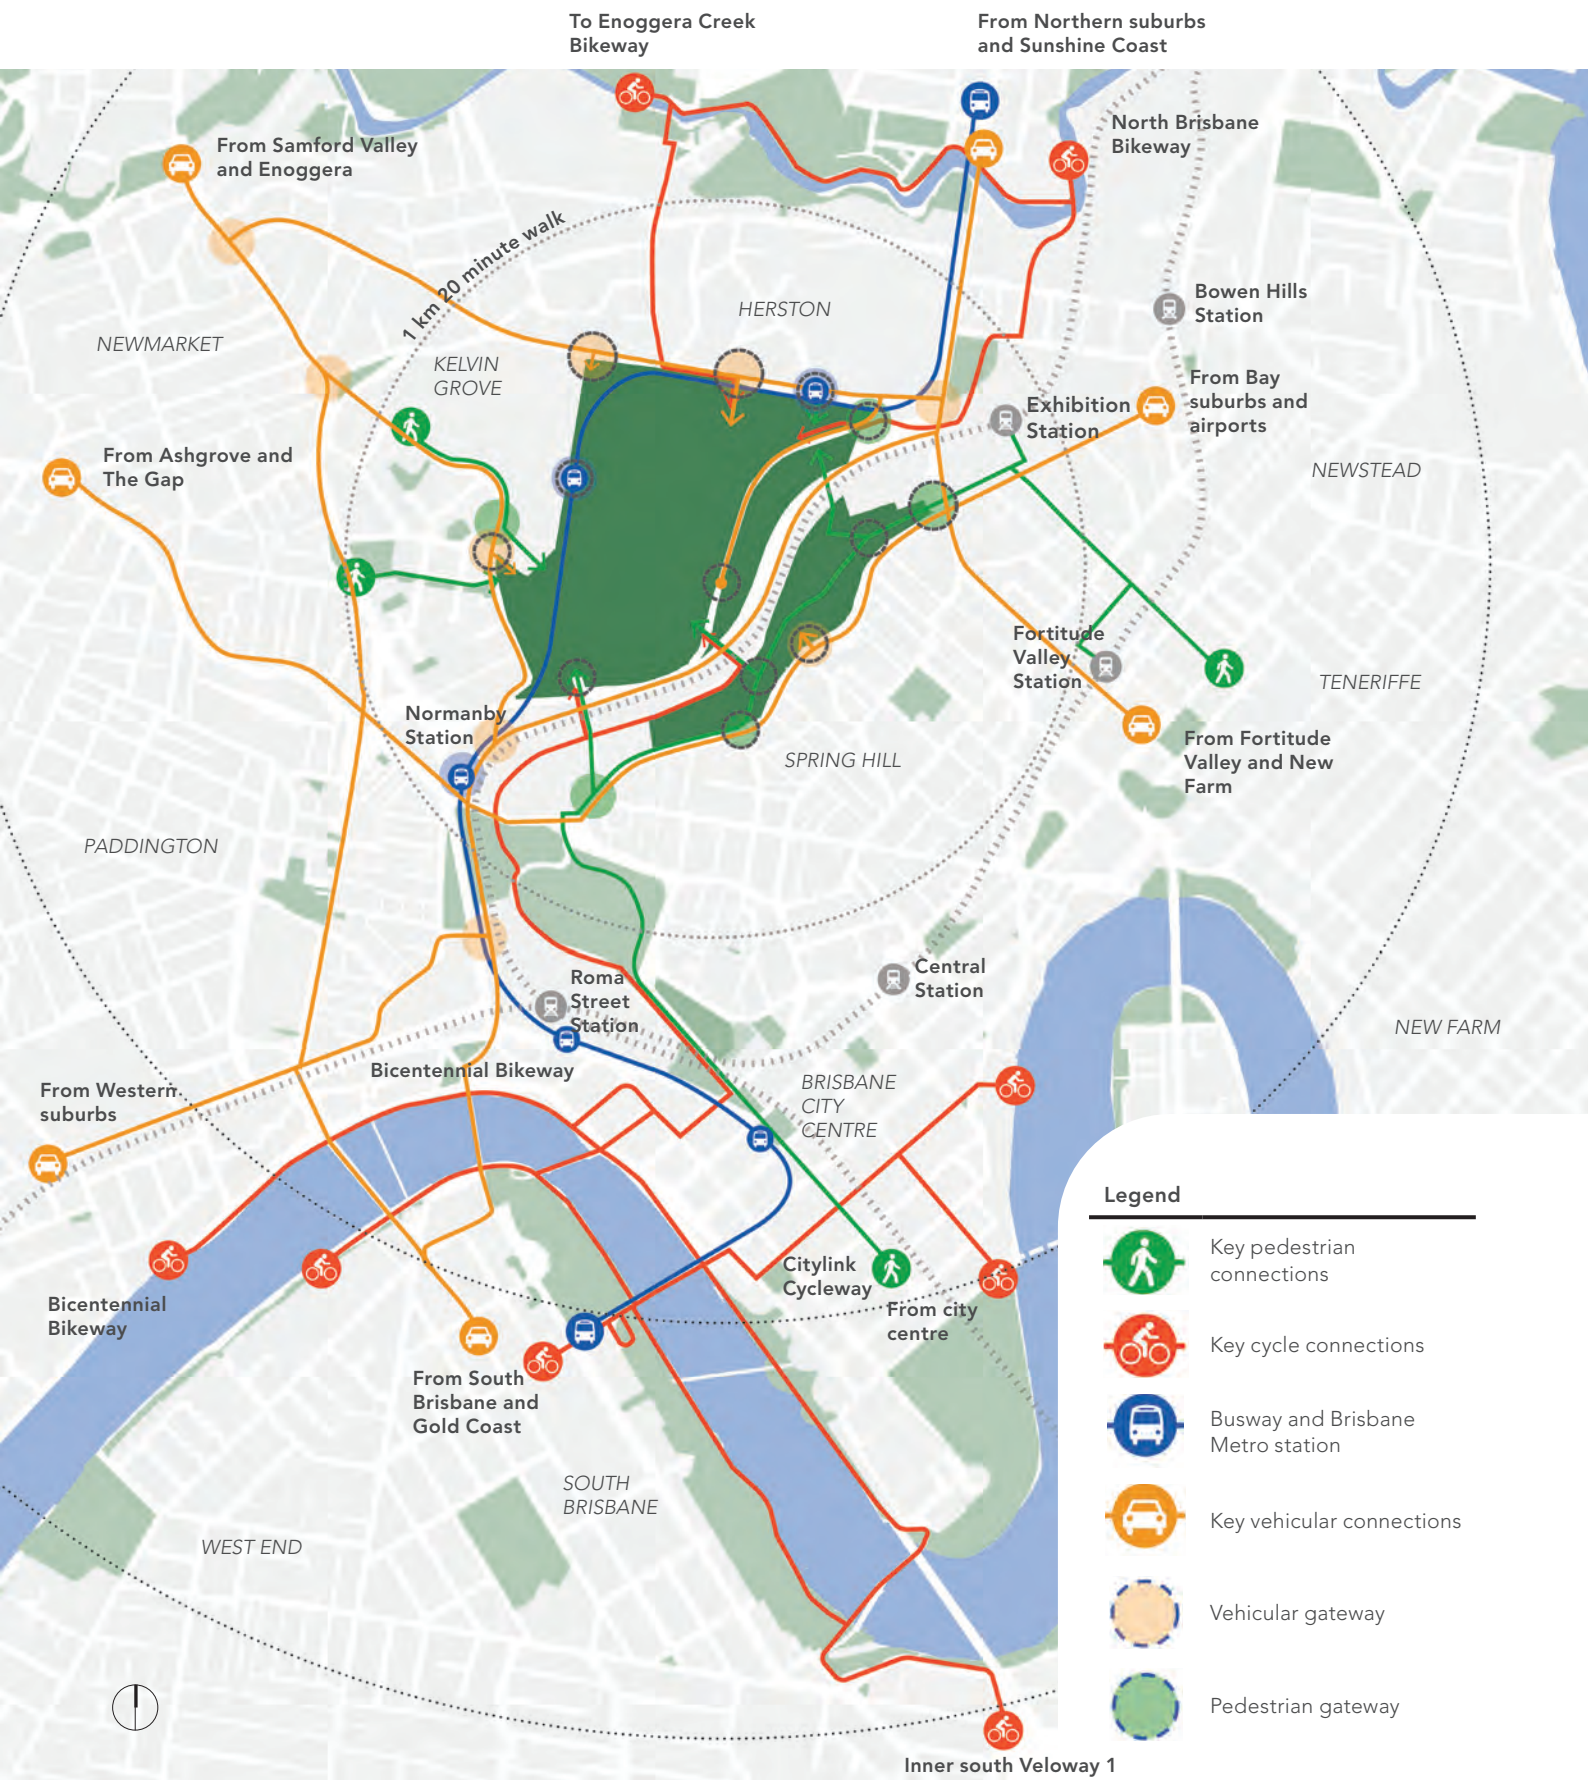 To Enoggera Creek
Bikeway
From Northern suburbs
and Sunshine Coast
From Samford Valley
and Enoggera
North Brisbane
Bikeway
1 km 20 minute walk
Bowen Hills
Station
HERSTON
NEWMARKET
KELVIN
GROVE
From Bay
suburbs and
airports
Exhibition
Station
From Ashgrove and
The Gap
NEWSTEAD
Fortitude
Valley
Station
TENERIFFE
Normanby
Station
From Fortitude
Valley and New
Farm
SPRING HILL
PADDINGTON
Roma
Street
Station
Central
Station
NEW FARM
Bicentennial Bikeway
From Western
suburbs
BRISBANE
CITY
CENTRE
Legend
Key pedestrian
connections
Key cycle connections
Busway and Brisbane
Metro station
Key vehicular connections
Vehicular gateway
Pedestrian gateway
Citylink
Cycleway
From city
centre
Bicentennial
Bikeway
From South
Brisbane and
Gold Coast
SOUTH
BRISBANE
WEST END
Inner south Veloway 1